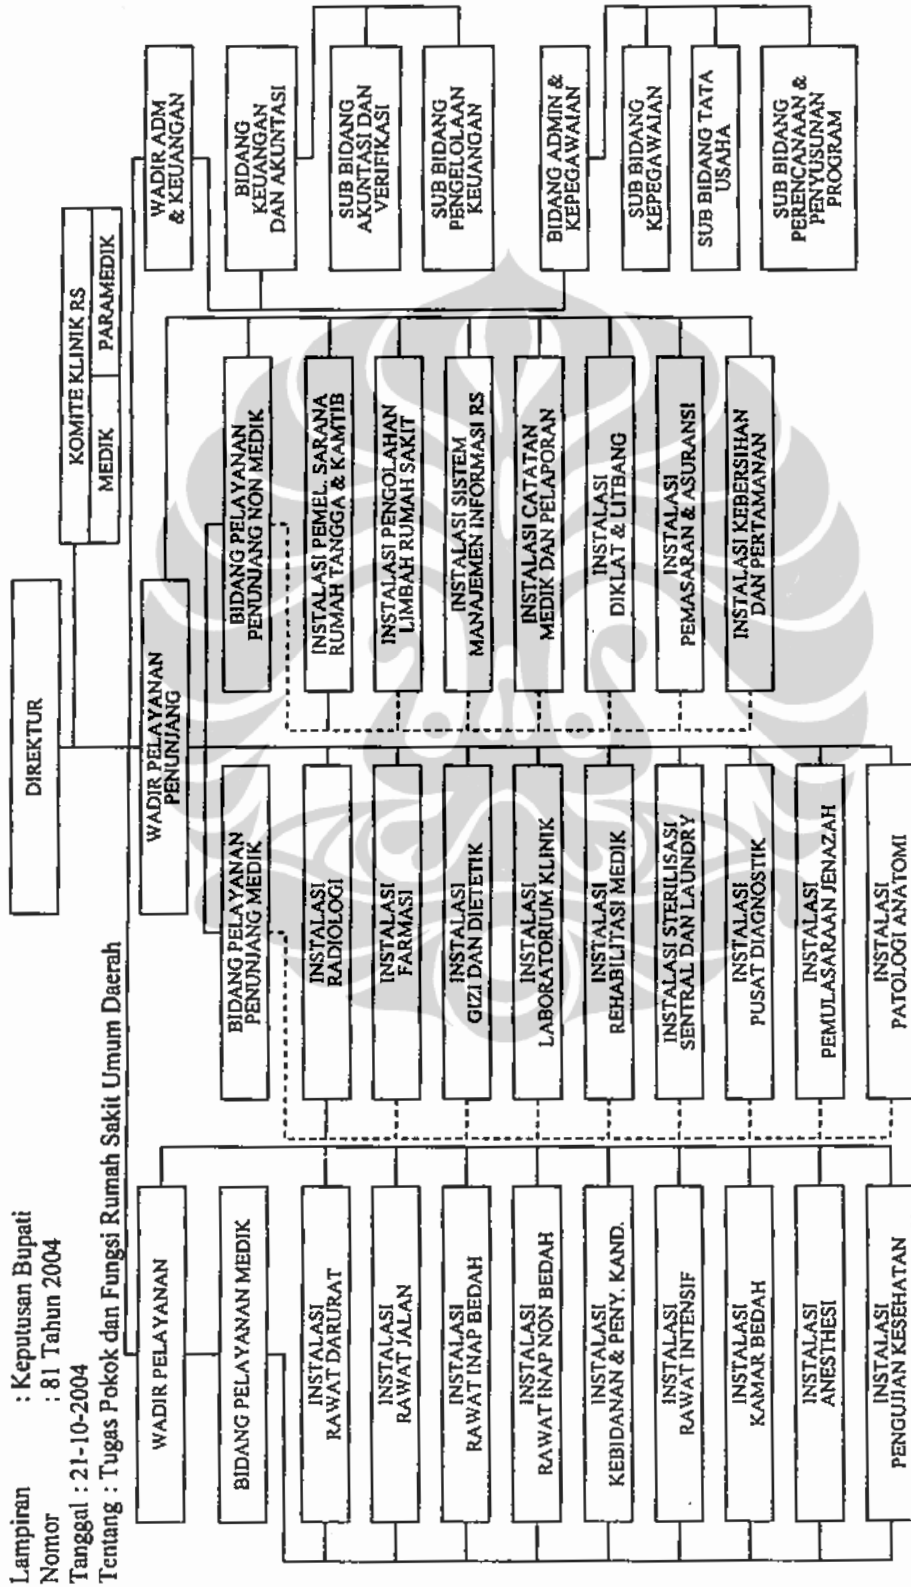 Lampiran : Keputusan Bupati
Nomor : 81 Tahun 2004
Tanggal : 21-10-2004
Tentang : Tugas Pokok dan Fungsi Rumah Sakit Umum Daerah
DIREKTUR
KOMITE KLINIK RS
MEDIK
PARAMEDIK
WADIR PELAYANAN
BIDANG PELAYANAN MEDIK
INSTALASI
RAWAT DARURAT
INSTALASI
RAWAT JALAN
INSTALASI
RAWAT INAP BEDAH
INSTALASI
RAWAT INAP NON BEDAH
INSTALASI
KEBIDANAN & PENY. KAND.
INSTALASI
RAWAT INTENSIF
INSTALASI
KAMAR BEDAH
INSTALASI
ANESTHESI
INSTALASI
PENGUJIAN KESEHATAN
WADIR PELAYANAN
PENUNJANG
BIDANG PELAYANAN
PENUNJANG MEDIK
INSTALASI
RADIOLOGI
INSTALASI
FARMASI
INSTALASI
GIZI DAN DIETETIK
INSTALASI
LABORATORIUM KLINIK
INSTALASI
REHABILITASI MEDIK
INSTALASI STERILISASI
SENTRAL DAN LAUNDRY
INSTALASI
PUSAT DIAGNOSTIK
INSTALASI
PEMULASARAAN JENAZAH
INSTALASI
PATOLOGI ANATOMI
BIDANG PELAYANAN
PENUNJANG NON MEDIK
INSTALASI PEMEL. SARANA
RUMAH TANGGA & KAMTIB
INSTALASI PENGOLAHAN
LIMBAH RUMAH SAKIT
INSTALASI SISTEM
MANAJEMEN INFORMASI RS
INSTALASI CATATAN
MEDIK DAN PELAPORAN
INSTALASI
DIKLAT & LITBANG
INSTALASI
PEMASARAN & ASURANSI
INSTALASI KEBERSIHAN
DAN PERTAMANAN
WADIR ADM
& KEUANGAN
BIDANG
KEUANGAN
DAN AKUNTASI
SUB BIDANG
AKUNTASI DAN
VERIFIKASI
SUB BIDANG
PENGELOLAAN
KEUANGAN
BIDANG ADMIN &
KEPEGAWAIAN
SUB BIDANG
KEPEGAWAIAN
SUB BIDANG TATA
USAHA
SUB BIDANG
PERENCANAAN &
PENYUSUNAN
PROGRAM